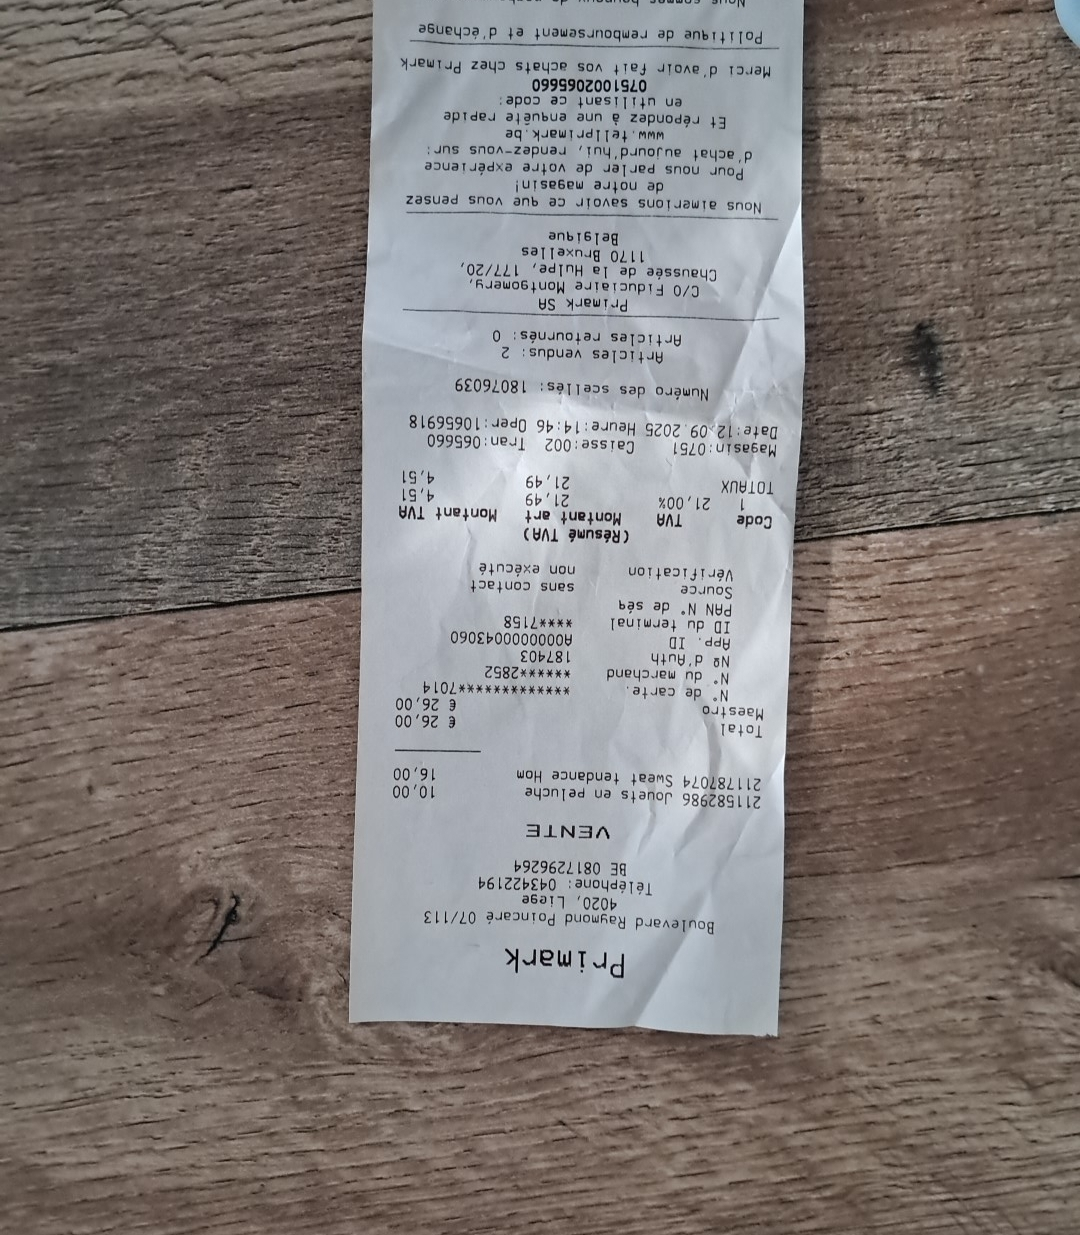 Primark
Boulevard Raymond Poincaré 07/113
4020, Liege
Téléphone: 043422194
BE 0817296264
VENTE
211582986 Jouets en peluche 10,00
211787074 Sweat tendance Hom 16,00
Total € 26,00
Maestro € 26,00
N° de carte. ***************7014
N° du marchand *******2852
Nº d'Auth 187403
App. ID A0000000043060
ID du terminal ****7158
PAN N° de séq
Source sans contact
Vérification non exécuté
(Résumé TVA)
Code TVA Montant art Montant TVA
1 21,00% 21,49 4,51
TOTAUX 21,49 4,51
Magasin:0751 Caisse:002 Tran:065660
Date:12.09.2025 Heure:14:46 Oper:10656918
Numéro des scellés: 18076039
Articles vendus: 2
Articles retournés: 0
Primark SA
C/O Fiduciaire Montgomery,
Chaussée de la Hulpe, 177/20,
1170 Bruxelles
Belgique
Nous aimerions savoir ce que vous pensez
de notre magasin!
Pour nous parler de votre expérience
d'achat aujourd'hui, rendez-vous sur:
www.tellprimark.be
Et répondez à une enquête rapide
en utilisant ce code:
075100206566​0
Merci d'avoir fait vos achats chez Primark
Politique de remboursement et d'échange
Nous sommes